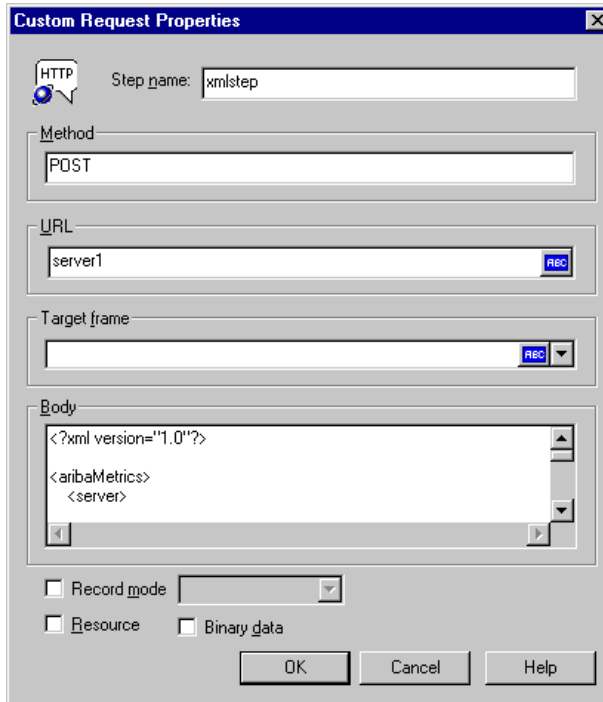 Custom Request Properties
HTTP
Step name: xmlstep
Method
POST
URL
server1 ABC
Target frame
ABC
Body
<?xml version="1.0"?>
<aribaMetrics>
<server>
Record mode
Resource Binary data
OK Cancel Help